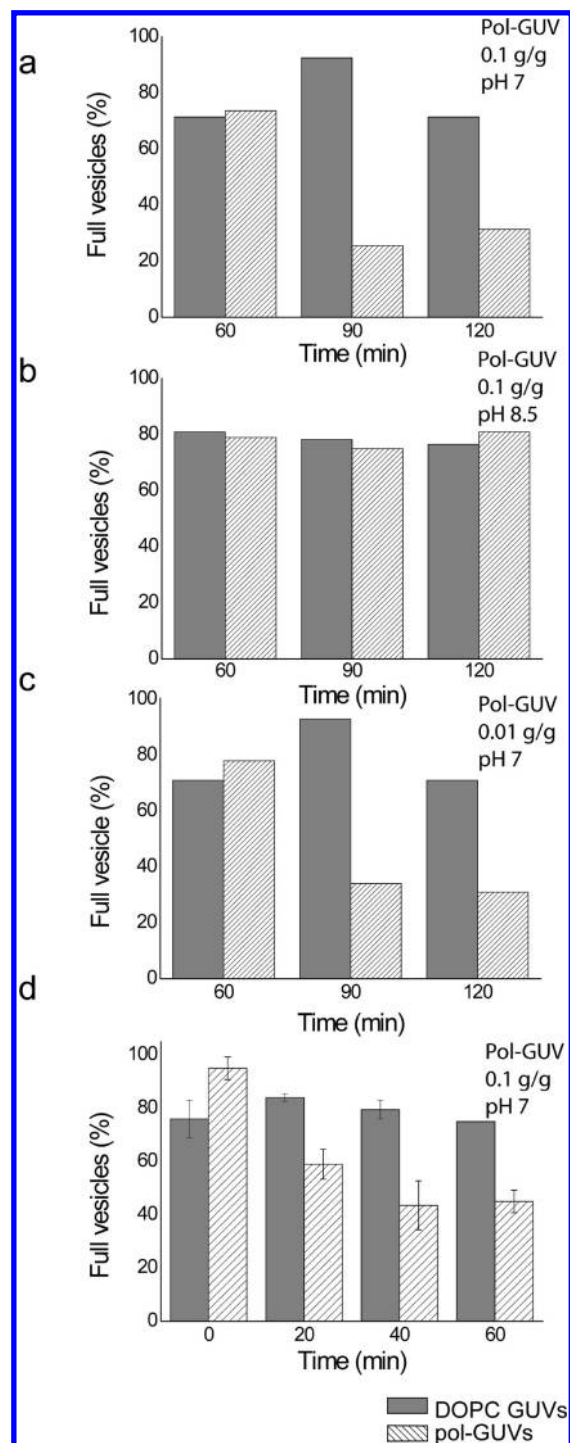 a
Pol-GUV
0.1 g/g
pH 7
Full vesicles (%)
100
80
60
40
20
0
60 90 120
Time (min)
b
Pol-GUV
0.1 g/g
pH 8.5
Full vesicles (%)
100
80
60
40
20
0
60 90 120
Time (min)
c
Pol-GUV
0.01 g/g
pH 7
Full vesicle (%)
100
80
60
40
20
0
60 90 120
Time (min)
d
Pol-GUV
0.1 g/g
pH 7
Full vesicles (%)
100
80
60
40
20
0
0 20 40 60
Time (min)
DOPC GUVs
pol-GUVs